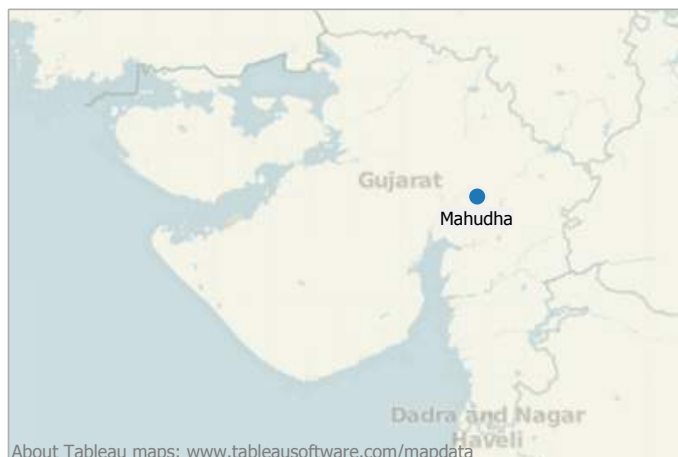 Gujarat
Mahudha
Dadra and Nagar
Haveli
About Tableau maps: www.tableausoftware.com/mapdata